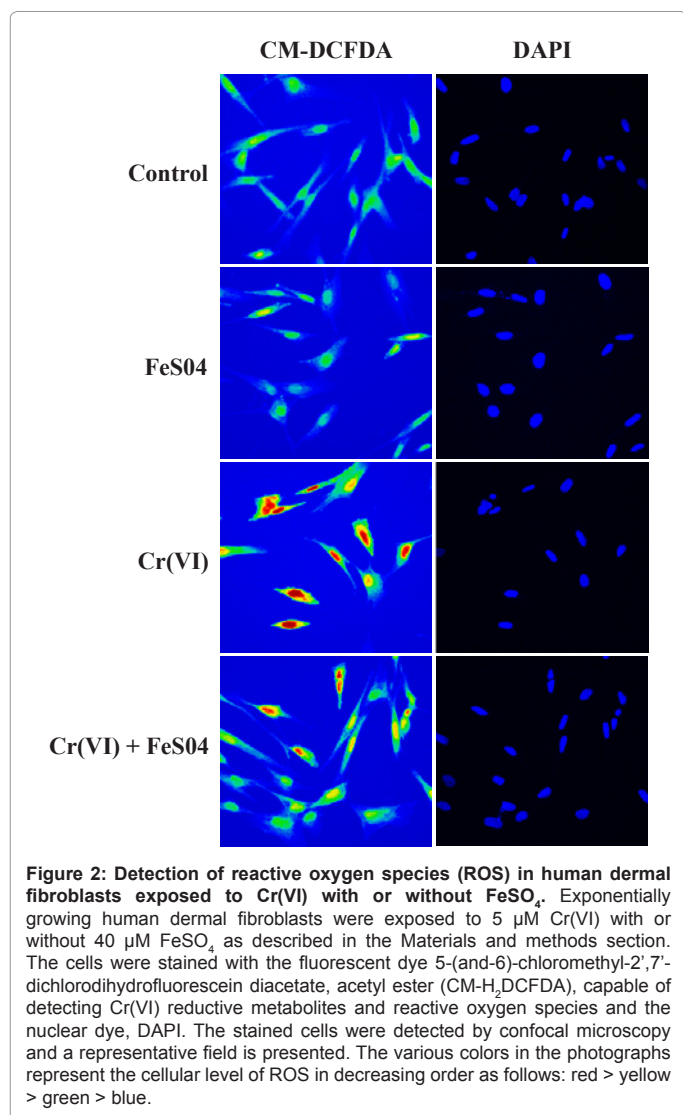 CM-DCFDA DAPI
Control
FeS04
Cr(VI)
Cr(VI) + FeS04
Figure 2: Detection of reactive oxygen species (ROS) in human dermal
fibroblasts exposed to Cr(VI) with or without FeSO₄. Exponentially
growing human dermal fibroblasts were exposed to 5 µM Cr(VI) with or
without 40 µM FeSO₄ as described in the Materials and methods section.
The cells were stained with the fluorescent dye 5-(and-6)-chloromethyl-2’,7’-
dichlorodihydrofluorescein diacetate, acetyl ester (CM-H₂DCFDA), capable of
detecting Cr(VI) reductive metabolites and reactive oxygen species and the
nuclear dye, DAPI. The stained cells were detected by confocal microscopy
and a representative field is presented. The various colors in the photographs
represent the cellular level of ROS in decreasing order as follows: red > yellow
> green > blue.